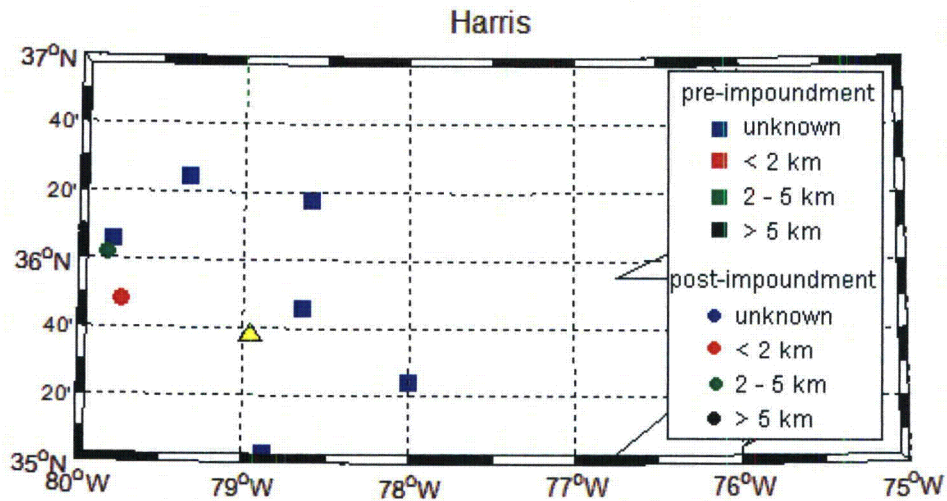 Harris
37°N
40'
20'
36°N
40'
20'
35°N
80°W
79°W
78°W
77°W
76°W
75°W
pre-impoundment
unknown
< 2 km
2 - 5 km
> 5 km
post-impoundment
unknown
< 2 km
2 - 5 km
> 5 km